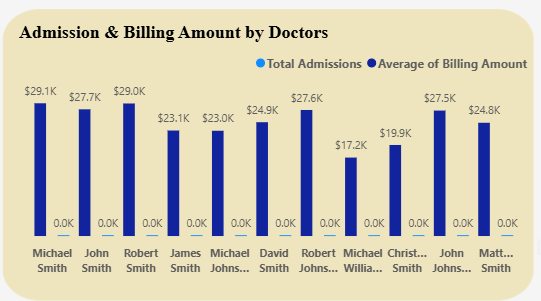 Admission & Billing Amount by Doctors
Total Admissions Average of Billing Amount
$29.1K
$27.7K
$29.0K
$23.1K
$23.0K
$24.9K
$27.6K
$17.2K
$19.9K
$27.5K
$24.8K
0.0K 0.0K 0.0K 0.0K 0.0K 0.0K 0.0K 0.0K 0.0K 0.0K 0.0K
Michael John Robert James Michael David Robert Michael Christ... John Matt...
Smith Smith Smith Smith Johns... Smith Johns... Willia... Smith Johns... Smith